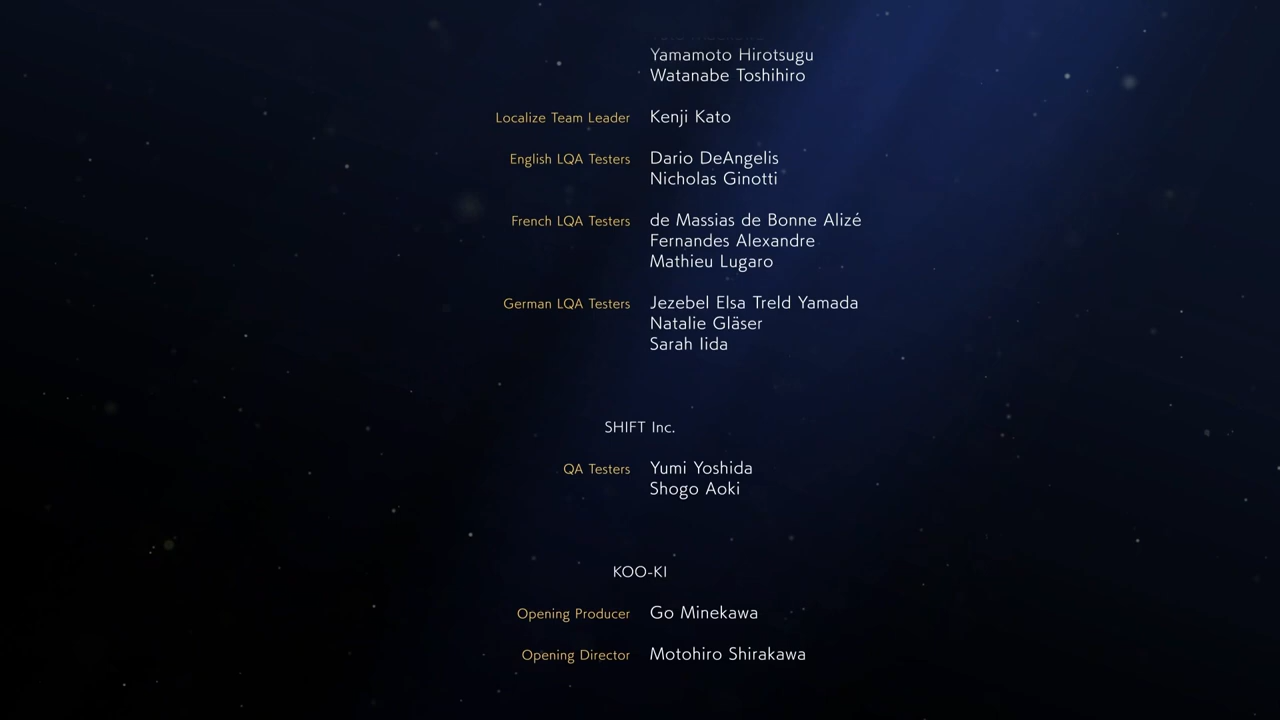 Yamamoto Hirotsugu
Watanabe Toshihiro
Localize Team Leader Kenji Kato
English LQA Testers Dario DeAngelis
Nicholas Ginotti
French LQA Testers de Massias de Bonne Alizé
Fernandes Alexandre
Mathieu Lugaro
German LQA Testers Jezebel Elsa Treld Yamada
Natalie Gläser
Sarah Iida
SHIFT Inc.
QA Testers Yumi Yoshida
Shogo Aoki
KOO-KI
Opening Producer Go Minekawa
Opening Director Motohiro Shirakawa